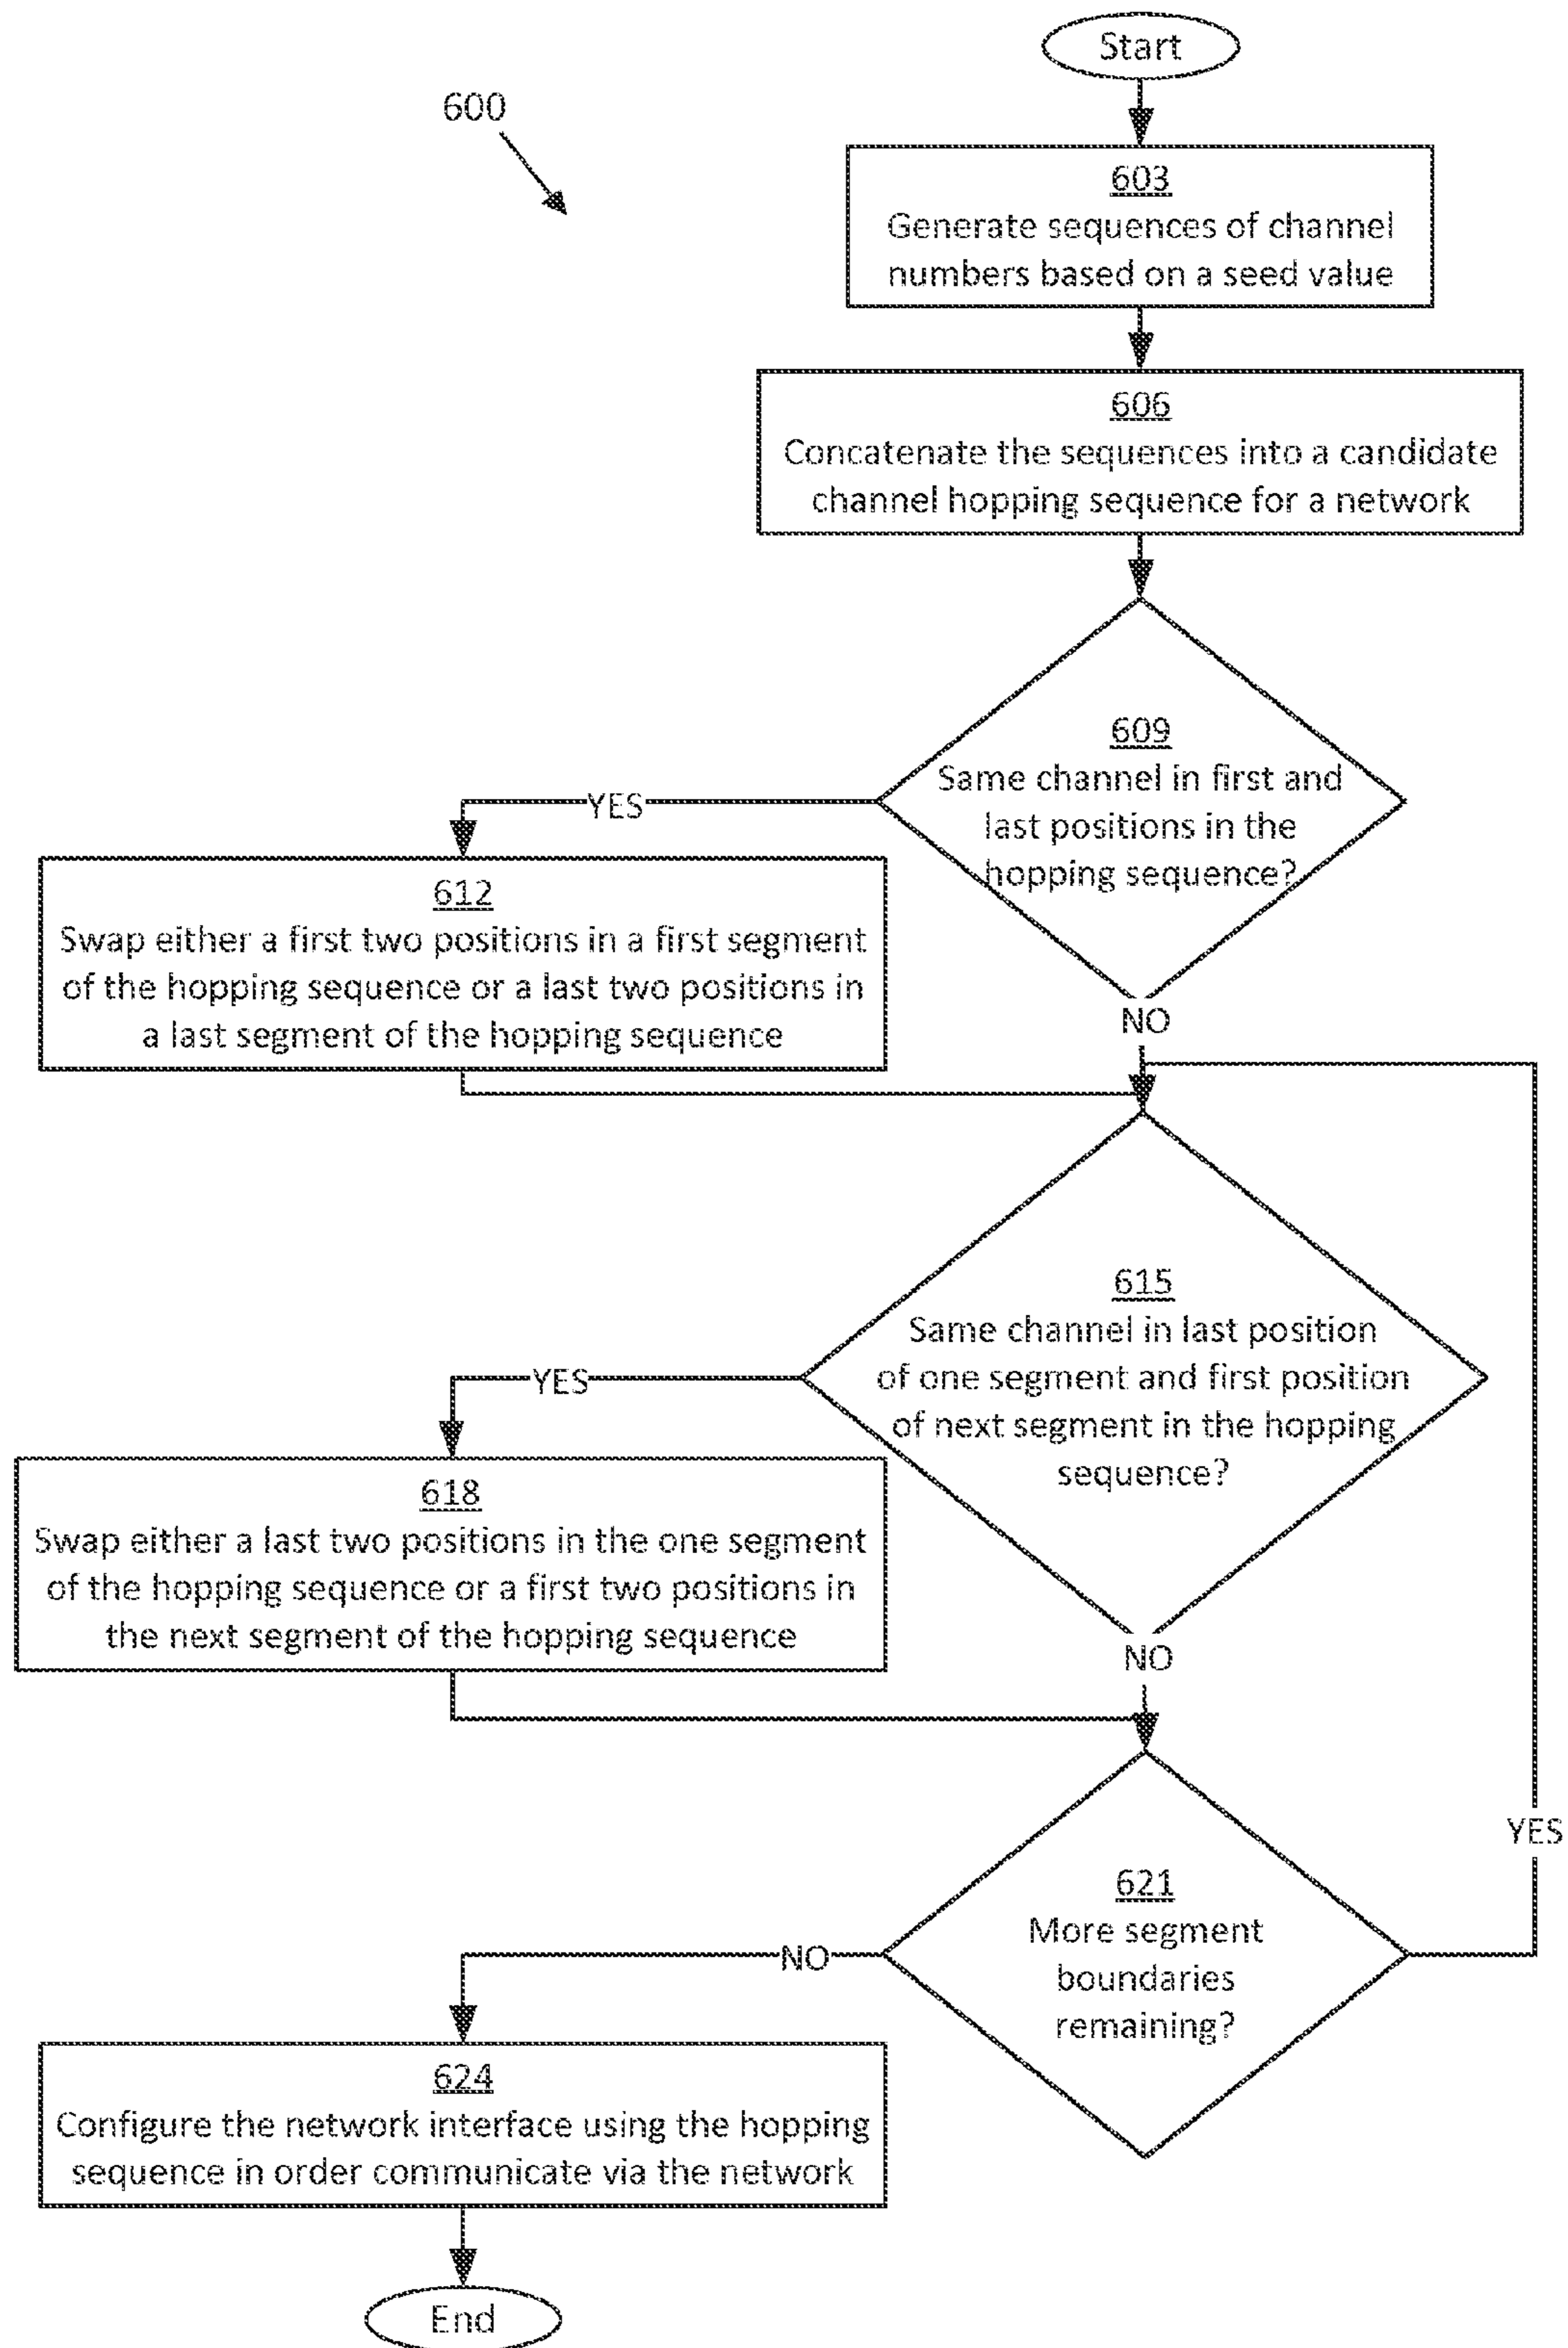 Start
600
603
Generate sequences of channel
numbers based on a seed value
606
Concatenate the sequences into a candidate
channel hopping sequence for a network
609
Same channel in first and
last positions in the
hopping sequence?
YES
612
Swap either a first two positions in a first segment
of the hopping sequence or a last two positions in
a last segment of the hopping sequence
NO
615
Same channel in last position
of one segment and first position
of next segment in the hopping
sequence?
YES
618
Swap either a last two positions in the one segment
of the hopping sequence or a first two positions in
the next segment of the hopping sequence
NO
YES
621
More segment
boundaries
remaining?
NO
624
Configure the network interface using the hopping
sequence in order communicate via the network
End